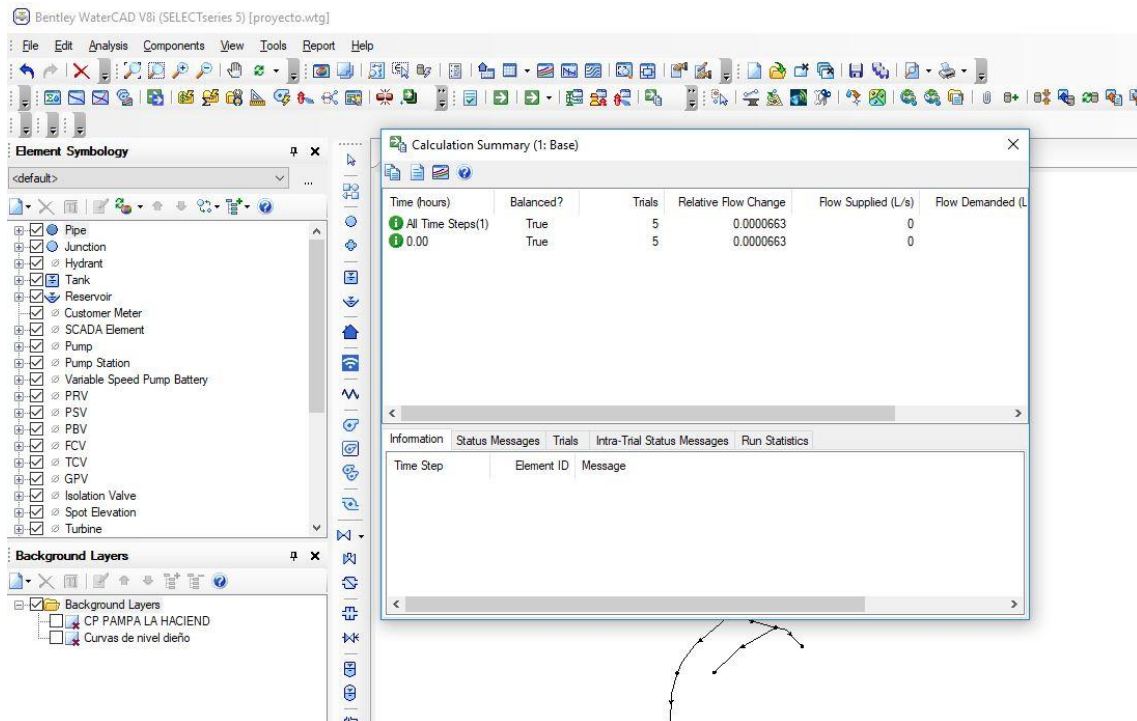 Bentley WaterCAD V8i (SELECTseries 5) [proyecto.wtg]
File Edit Analysis Components View Tools Report Help
Element Symbology
<default>
...
Pipe
Junction
Hydrant
Tank
Reservoir
Customer Meter
SCADA Element
Pump
Pump Station
Variable Speed Pump Battery
PRV
PSV
PBV
FCV
TCV
GPV
Isolation Valve
Spot Elevation
Turbine
Background Layers
Background Layers
CP PAMPA LA HACIEND
Curvas de nivel dieño
Calculation Summary (1: Base)
Time (hours) Balanced? Trials Relative Flow Change Flow Supplied (L/s) Flow Demanded (L
All Time Steps(1) True 5 0.0000663 0
0.00 True 5 0.0000663 0
Information Status Messages Trials Intra-Trial Status Messages Run Statistics
Time Step Element ID Message